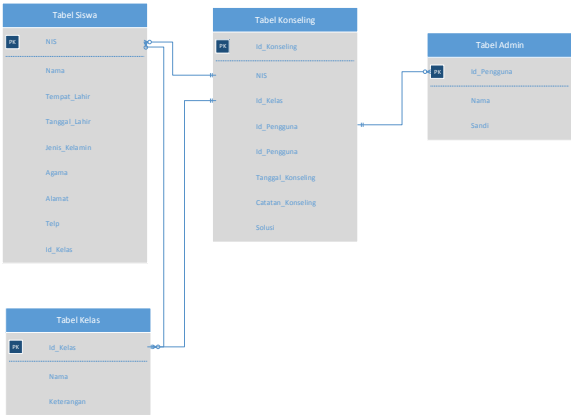 Tabel Siswa
PK
NIS
Nama
Tempat_Lahir
Tanggal_Lahir
Jenis_Kelamin
Agama
Alamat
Telp
Id_Kelas
Tabel Konseling
PK
Id_Konseling
NIS
Id_Kelas
Id_Pengguna
Id_Pengguna
Tanggal_Konseling
Catatan_Konseling
Solusi
Tabel Admin
PK
Id_Pengguna
Nama
Sandi
Tabel Kelas
PK
Id_Kelas
Nama
Keterangan